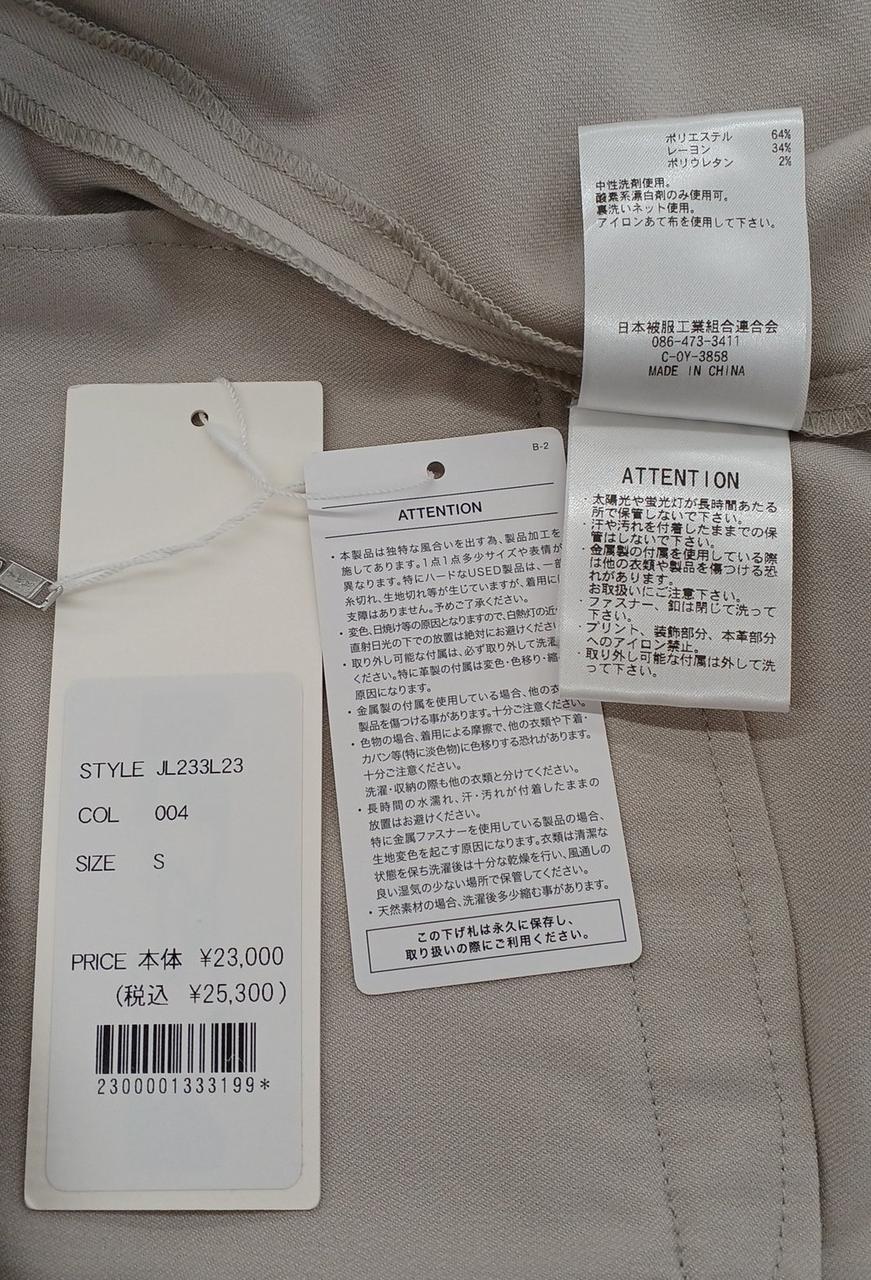 STYLE JL233L23
COL 004
SIZE S
PRICE 本体 ¥23,000
(税込 ¥25,300)
2300001333199*
B-2
ATTENTION
・本製品は独特な風合いを出す為、製品加工を
施してあります。1点1点多少サイズや表情が
異なります。特にハードなUSED製品は、一部
糸切れ、生地切れ等が生じていますが、着用に
支障はありません。予めご了承ください。
・変色、日焼け等の原因となりますので、白熱灯の近
直射日光の下での放置は絶対にお避けくださ
・取り外し可能な付属は、必ず取り外して洗濯
ください。特に革製の付属は変色・色移り・縮
原因になります。
・金属製の付属を使用している場合、他の衣
製品を傷つける事があります。十分ご注意ください。
・色物の場合、着用による摩擦で、他の衣類や下着・
カバン等(特に淡色物)に色移りする恐れがあります。
十分ご注意ください。
洗濯・収納の際も他の衣類と分けてください。
・長時間の水濡れ、汗・汚れが付着したままの
放置はお避けください。
特に金属ファスナーを使用している製品の場合、
生地変色を起こす原因になります。衣類は清潔な
状態を保ち洗濯後は十分な乾燥を行い、風通しの
良い湿気の少ない場所で保管してください。
・天然素材の場合、洗濯後多少縮む事があります。
この下げ札は永久に保存し、
取り扱いの際にご利用ください。
ポリエステル 64%
レーヨン 34%
ポリウレタン 2%
中性洗剤使用。
酸素系漂白剤のみ使用可。
裏洗いネット使用。
アイロンあて布を使用して下さい。
日本被服工業組合連合会
086-473-3411
C-0Y-3858
MADE IN CHINA
ATTENTION
・太陽光や蛍光灯が長時間あたる
所で保管しないで下さい。
・汗や汚れを付着したままでの保
管はしないで下さい。
・金属製の付属を使用している際
は他の衣類や製品を傷つける恐
れがあります。
お取扱いにご注意下さい。
・ファスナー、釦は閉じて洗って
下さい。
・プリント、装飾部分、本革部分
へのアイロン禁止。
・取り外し可能な付属は外して洗
って下さい。